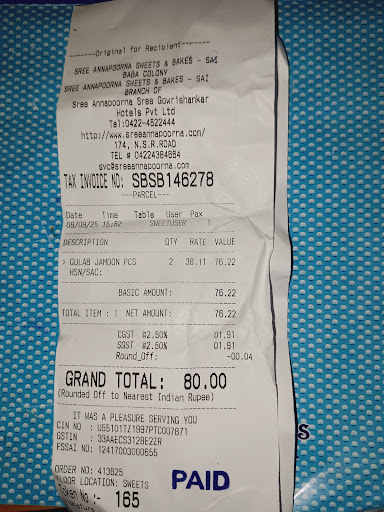 ------Original for Recipient------
SREE ANNAPOORNA SWEETS & BAKES - SAI
BABA COLONY
SREE ANNAPOORNA SWEETS & BAKES - SAI
BRANCH OF
Sree Annapoorna Sree Gowrishankar
Hotels Pvt Ltd
Tel:0422-4522444
http://www.sreeannapoorna.com/
174, N.S.R.ROAD
TEL # 04224364664
svc@sreeannapoorna.com
TAX INVOICE NO: SBSB146278
---PARCEL---
Date Time Table User Pax
08/09/25 15:52 SWEETUSER 1
DESCRIPTION QTY RATE VALUE
> GULAB JAMOON PCS 2 38.11 76.22
HSN/SAC:
BASIC AMOUNT: 76.22
TOTAL ITEM : 1 NET AMOUNT: 76.22
CGST @2.50% 01.91
SGST @2.50% 01.91
Round_Off: -00.04
GRAND TOTAL: 80.00
(Rounded Off to Nearest Indian Rupee)
IT WAS A PLEASURE SERVING YOU
CIN NO : U55101TZ1997PTC007671
GSTIN : 33AAECS3128E2ZR
FSSAI NO: 12417003000655
ORDER NO: 413625
FLOOR LOCATION: SWEETS
PAID
Token No :- 165
S